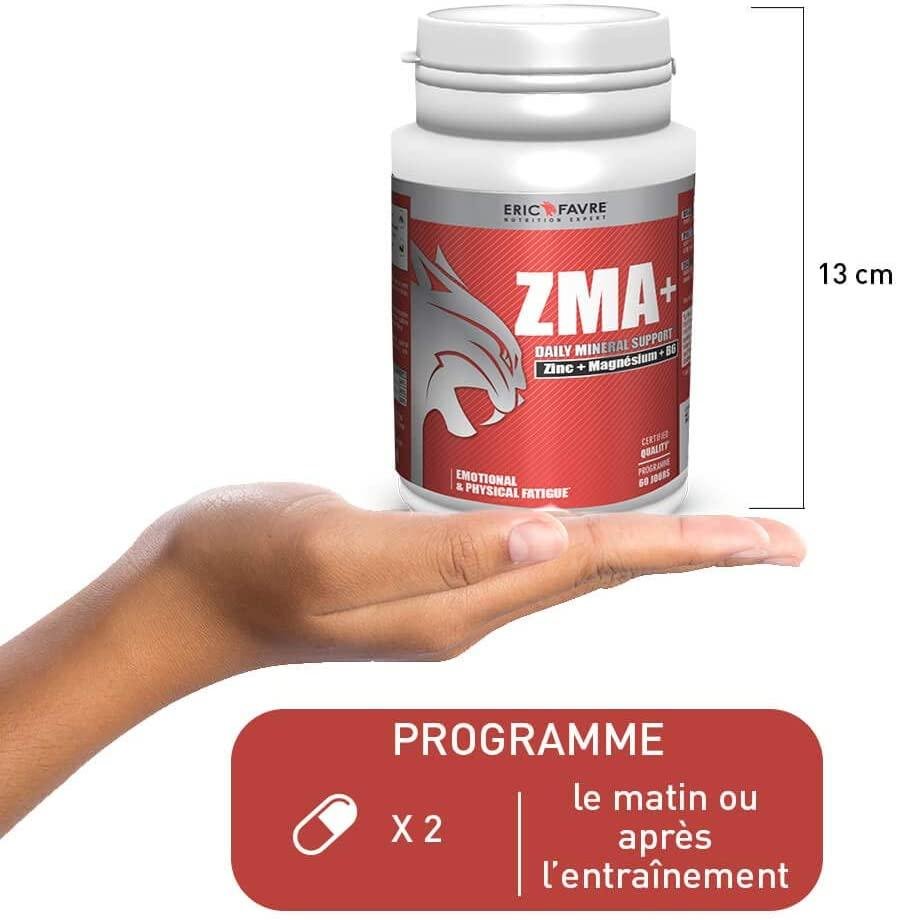 ERIC FAVRE
NUTRITION EXPERT
ZMA+
DAILY MINERAL SUPPORT
Zinc + Magnésium + B6
CERTIFIED
QUALITY*
PROGRAMME
60 JOURS
EMOTIONAL
& PHYSICAL FATIGUE*
13 cm
PROGRAMME
X 2
le matin ou
après
l'entraînement